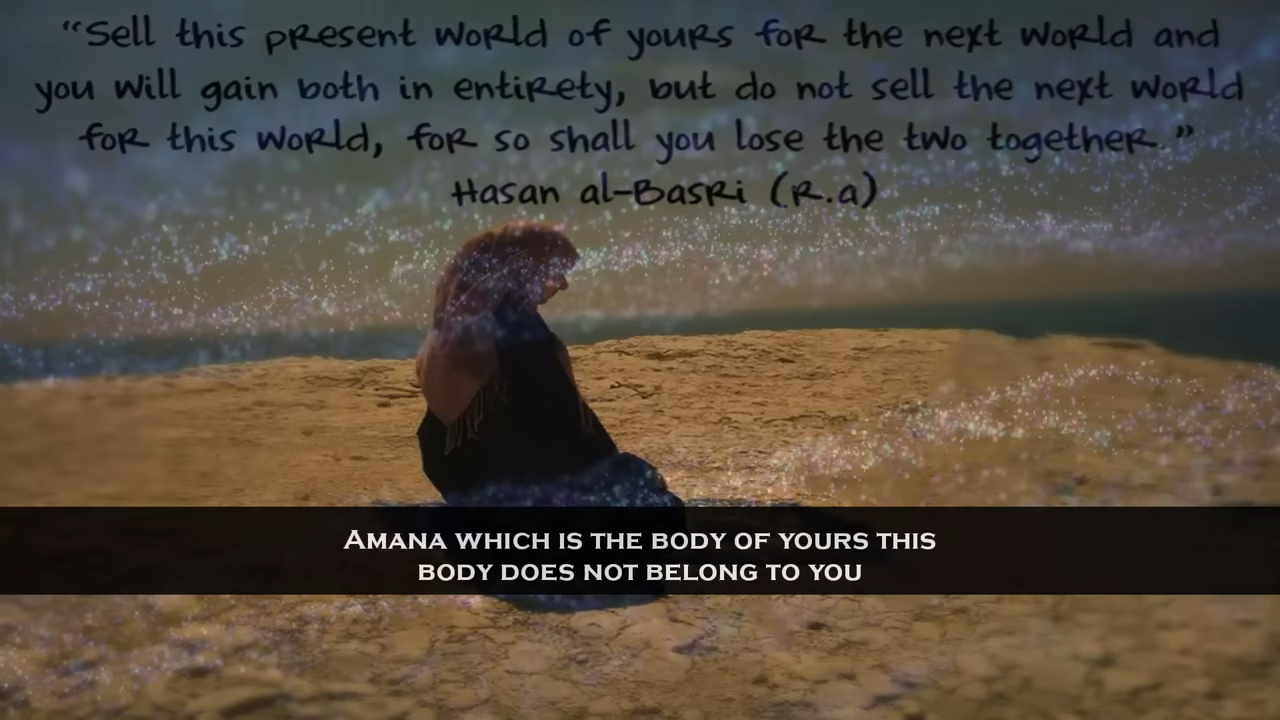 “Sell this present world of yours for the next world and
you will gain both in entirety, but do not sell the next world
for this world, for so shall you lose the two together.”
Hasan al-Basri (R.a)
Amana which is the body of yours this
body does not belong to you